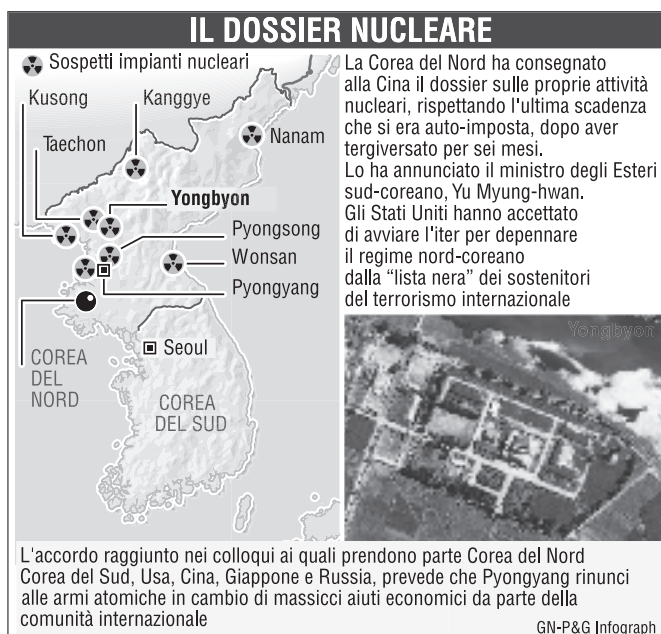 IL DOSSIER NUCLEARE
Sospetti impianti nucleari
Kusong
Kanggye
Taechon
Nanam
Yongbyon
Pyongsong
Wonsan
Pyongyang
Seoul
COREA
DEL
NORD
COREA
DEL SUD
La Corea del Nord ha consegnato
alla Cina il dossier sulle proprie attività
nucleari, rispettando l'ultima scadenza
che si era auto-imposta, dopo aver
tergiversato per sei mesi.
Lo ha annunciato il ministro degli Esteri
sud-coreano, Yu Myung-hwan.
Gli Stati Uniti hanno accettato
di avviare l'iter per depennare
il regime nord-coreano
dalla "lista nera" dei sostenitori
del terrorismo internazionale
Yongbyon
L'accordo raggiunto nei colloqui ai quali prendono parte Corea del Nord
Corea del Sud, Usa, Cina, Giappone e Russia, prevede che Pyongyang rinunci
alle armi atomiche in cambio di massicci aiuti economici da parte della
comunità internazionale
GN-P&G Infograph